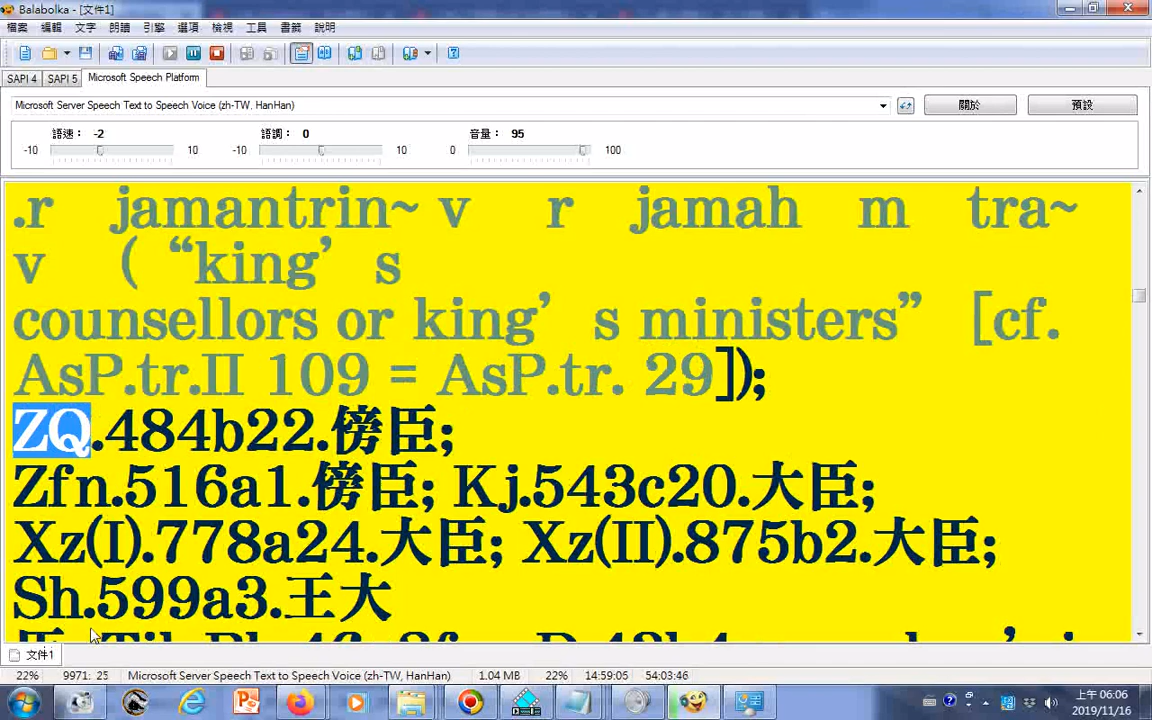 Balabolka - [文件1]
檔案 編輯 文字 朗讀 引擎 選項 檢視 工具 書籤 說明
SAPI 4 SAPI 5 Microsoft Speech Platform
Microsoft Server Speech Text to Speech Voice (zh-TW, HanHan) 關於 預設
語速： -2 語調： 0 音量： 95
-10 10 -10 10 0 100
.r jamantrin~ v r jamah m tra~
v (“king’s
counsellors or king’s ministers” [cf.
AsP.tr.II 109 = AsP.tr. 29]);
ZQ.484b22.傍臣;
Zfn.516a1.傍臣; Kj.543c20.大臣;
Xz(I).778a24.大臣; Xz(II).875b2.大臣;
Sh.599a3.王大
文件1
22% 9971: 25 Microsoft Server Speech Text to Speech Voice (zh-TW, HanHan) 1.04 MB 22% 14:59:05 54:03:46
上午 06:06
2019/11/16